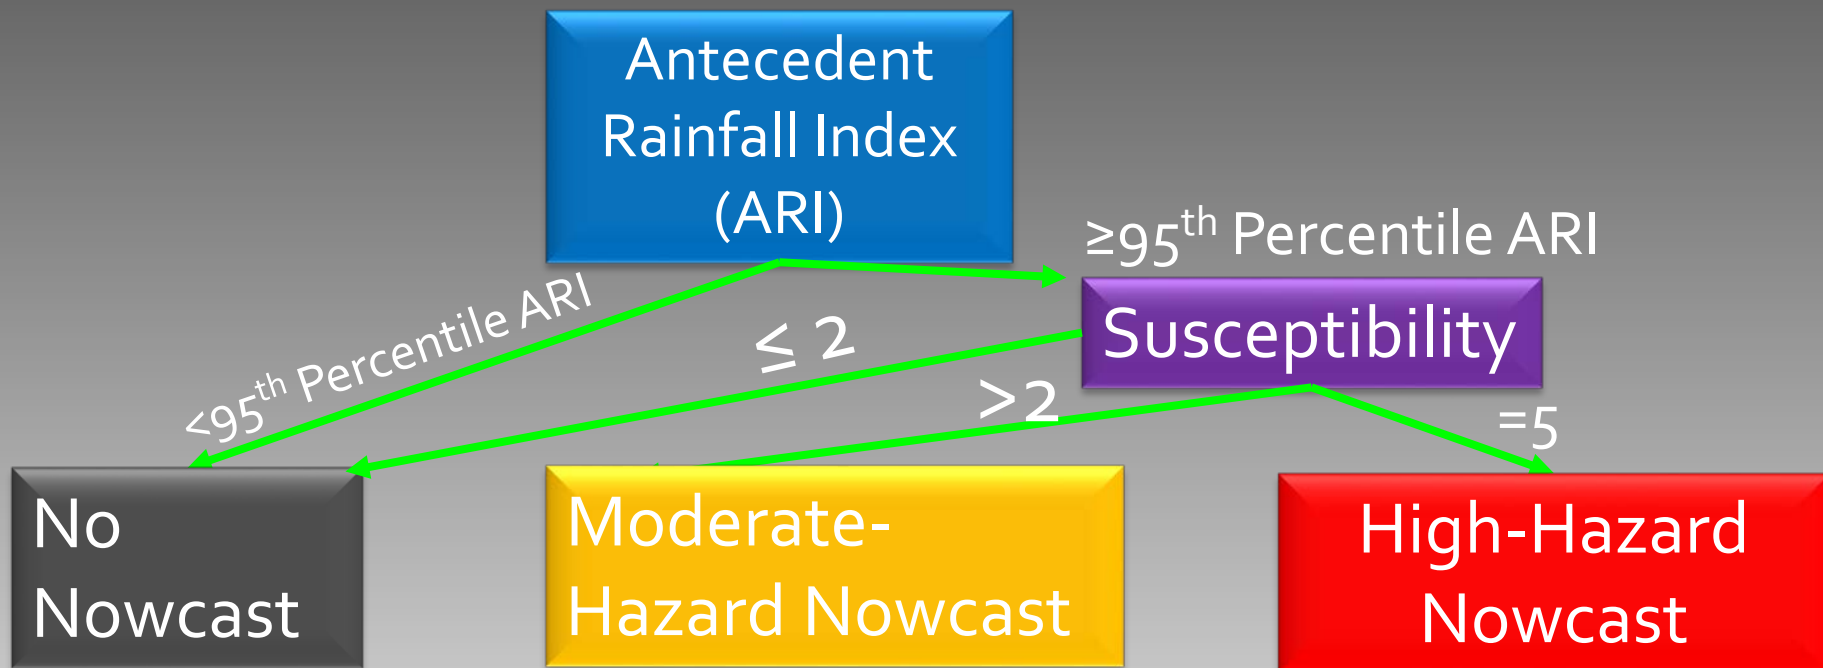 Antecedent
Rainfall Index
(ARI)
≥95th Percentile ARI
<95th Percentile ARI
≤ 2
Susceptibility
>2
=5
No
Nowcast
Moderate-
Hazard Nowcast
High-Hazard
Nowcast